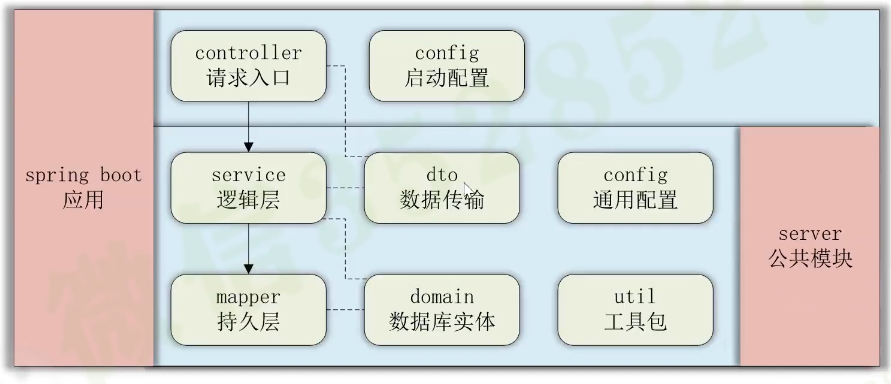 controller
请求入口
config
启动配置
spring boot
应用
service
逻辑层
dto
数据传输
config
通用配置
server
公共模块
mapper
持久层
domain
数据库实体
util
工具包